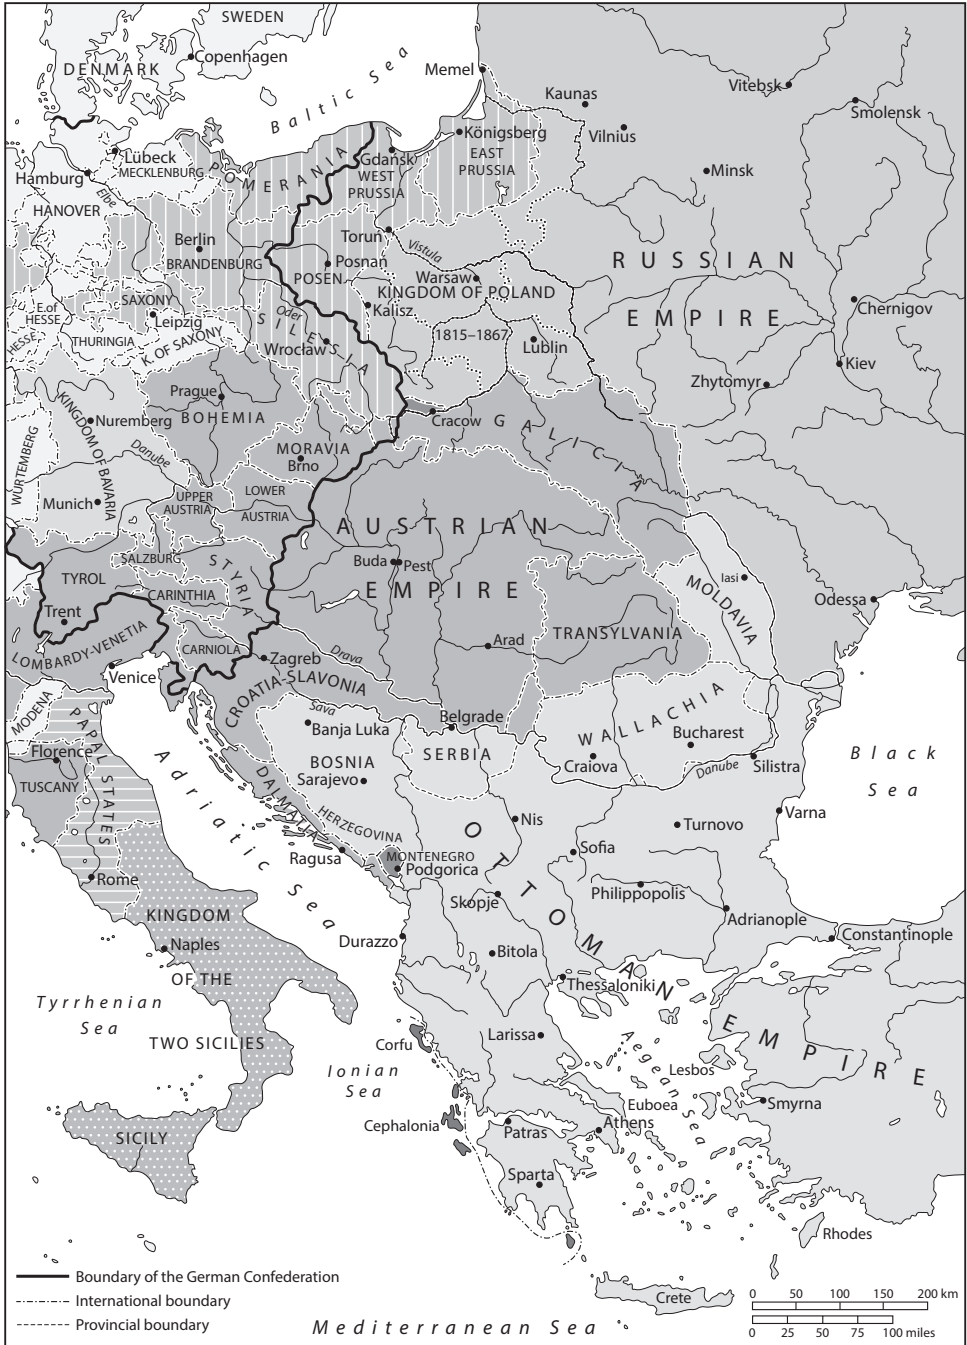 SWEDEN
Copenhagen
DENMARK
Baltic Sea
Memel
Kaunas
Vitebsk
Smolensk
Vilnius
Königsberg
EAST
PRUSSIA
Minsk
Lübeck
MECKLENBURG
POMERANIA
Gdańsk
WEST
PRUSSIA
Hamburg
Elbe
HANOVER
Berlin
BRANDENBURG
Torun
Vistula
Posnan
POSEN
Warsaw
KINGDOM OF POLAND
1815–1867
RUSSIAN
EMPIRE
Chernigov
SAXONY
Leipzig
E.of
HESSE
HESSE
THURINGIA
K. OF SAXONY
Oder
SILESIA
Kalisz
Wrocław
Lublin
Kiev
Zhytomyr
Prague
BOHEMIA
KINGDOM OF BAVARIA
Nuremberg
Danube
MORAVIA
Brno
Cracow
GALICIA
WURTEMBERG
Munich
UPPER
AUSTRIA
LOWER
AUSTRIA
AUSTRIAN
EMPIRE
Buda
Pest
SALZBURG
STYRIA
TYROL
CARINTHIA
Trent
Iasi
MOLDAVIA
Odessa
LOMBARDY-VENETIA
CARNIOLA
Zagreb
Drava
Arad
TRANSYLVANIA
Venice
CROATIA-SLAVONIA
Sava
MODENA
PAPAL STATES
Florence
TUSCANY
Banja Luka
BOSNIA
Sarajevo
Belgrade
SERBIA
WALLACHIA
Bucharest
Craiova
Danube
Silistra
Black
Sea
Adriatic Sea
DALMATIA
HERZEGOVINA
Ragusa
MONTENEGRO
Podgorica
Nis
Sofia
Turnovo
Varna
OTTOMAN
EMPIRE
Rome
Skopje
Philippopolis
Adrianople
Constantinople
KINGDOM
OF THE
TWO SICILIES
Naples
Durazzo
Bitola
Thessaloniki
Tyrrhenian
Sea
Larissa
Corfu
Ionian
Sea
Aegean Sea
Lesbos
Cephalonia
Euboea
Smyrna
SICILY
Patras
Athens
Sparta
Rhodes
Crete
Mediterranean Sea
Boundary of the German Confederation
International boundary
Provincial boundary
0 50 100 150 200 km
0 25 50 75 100 miles